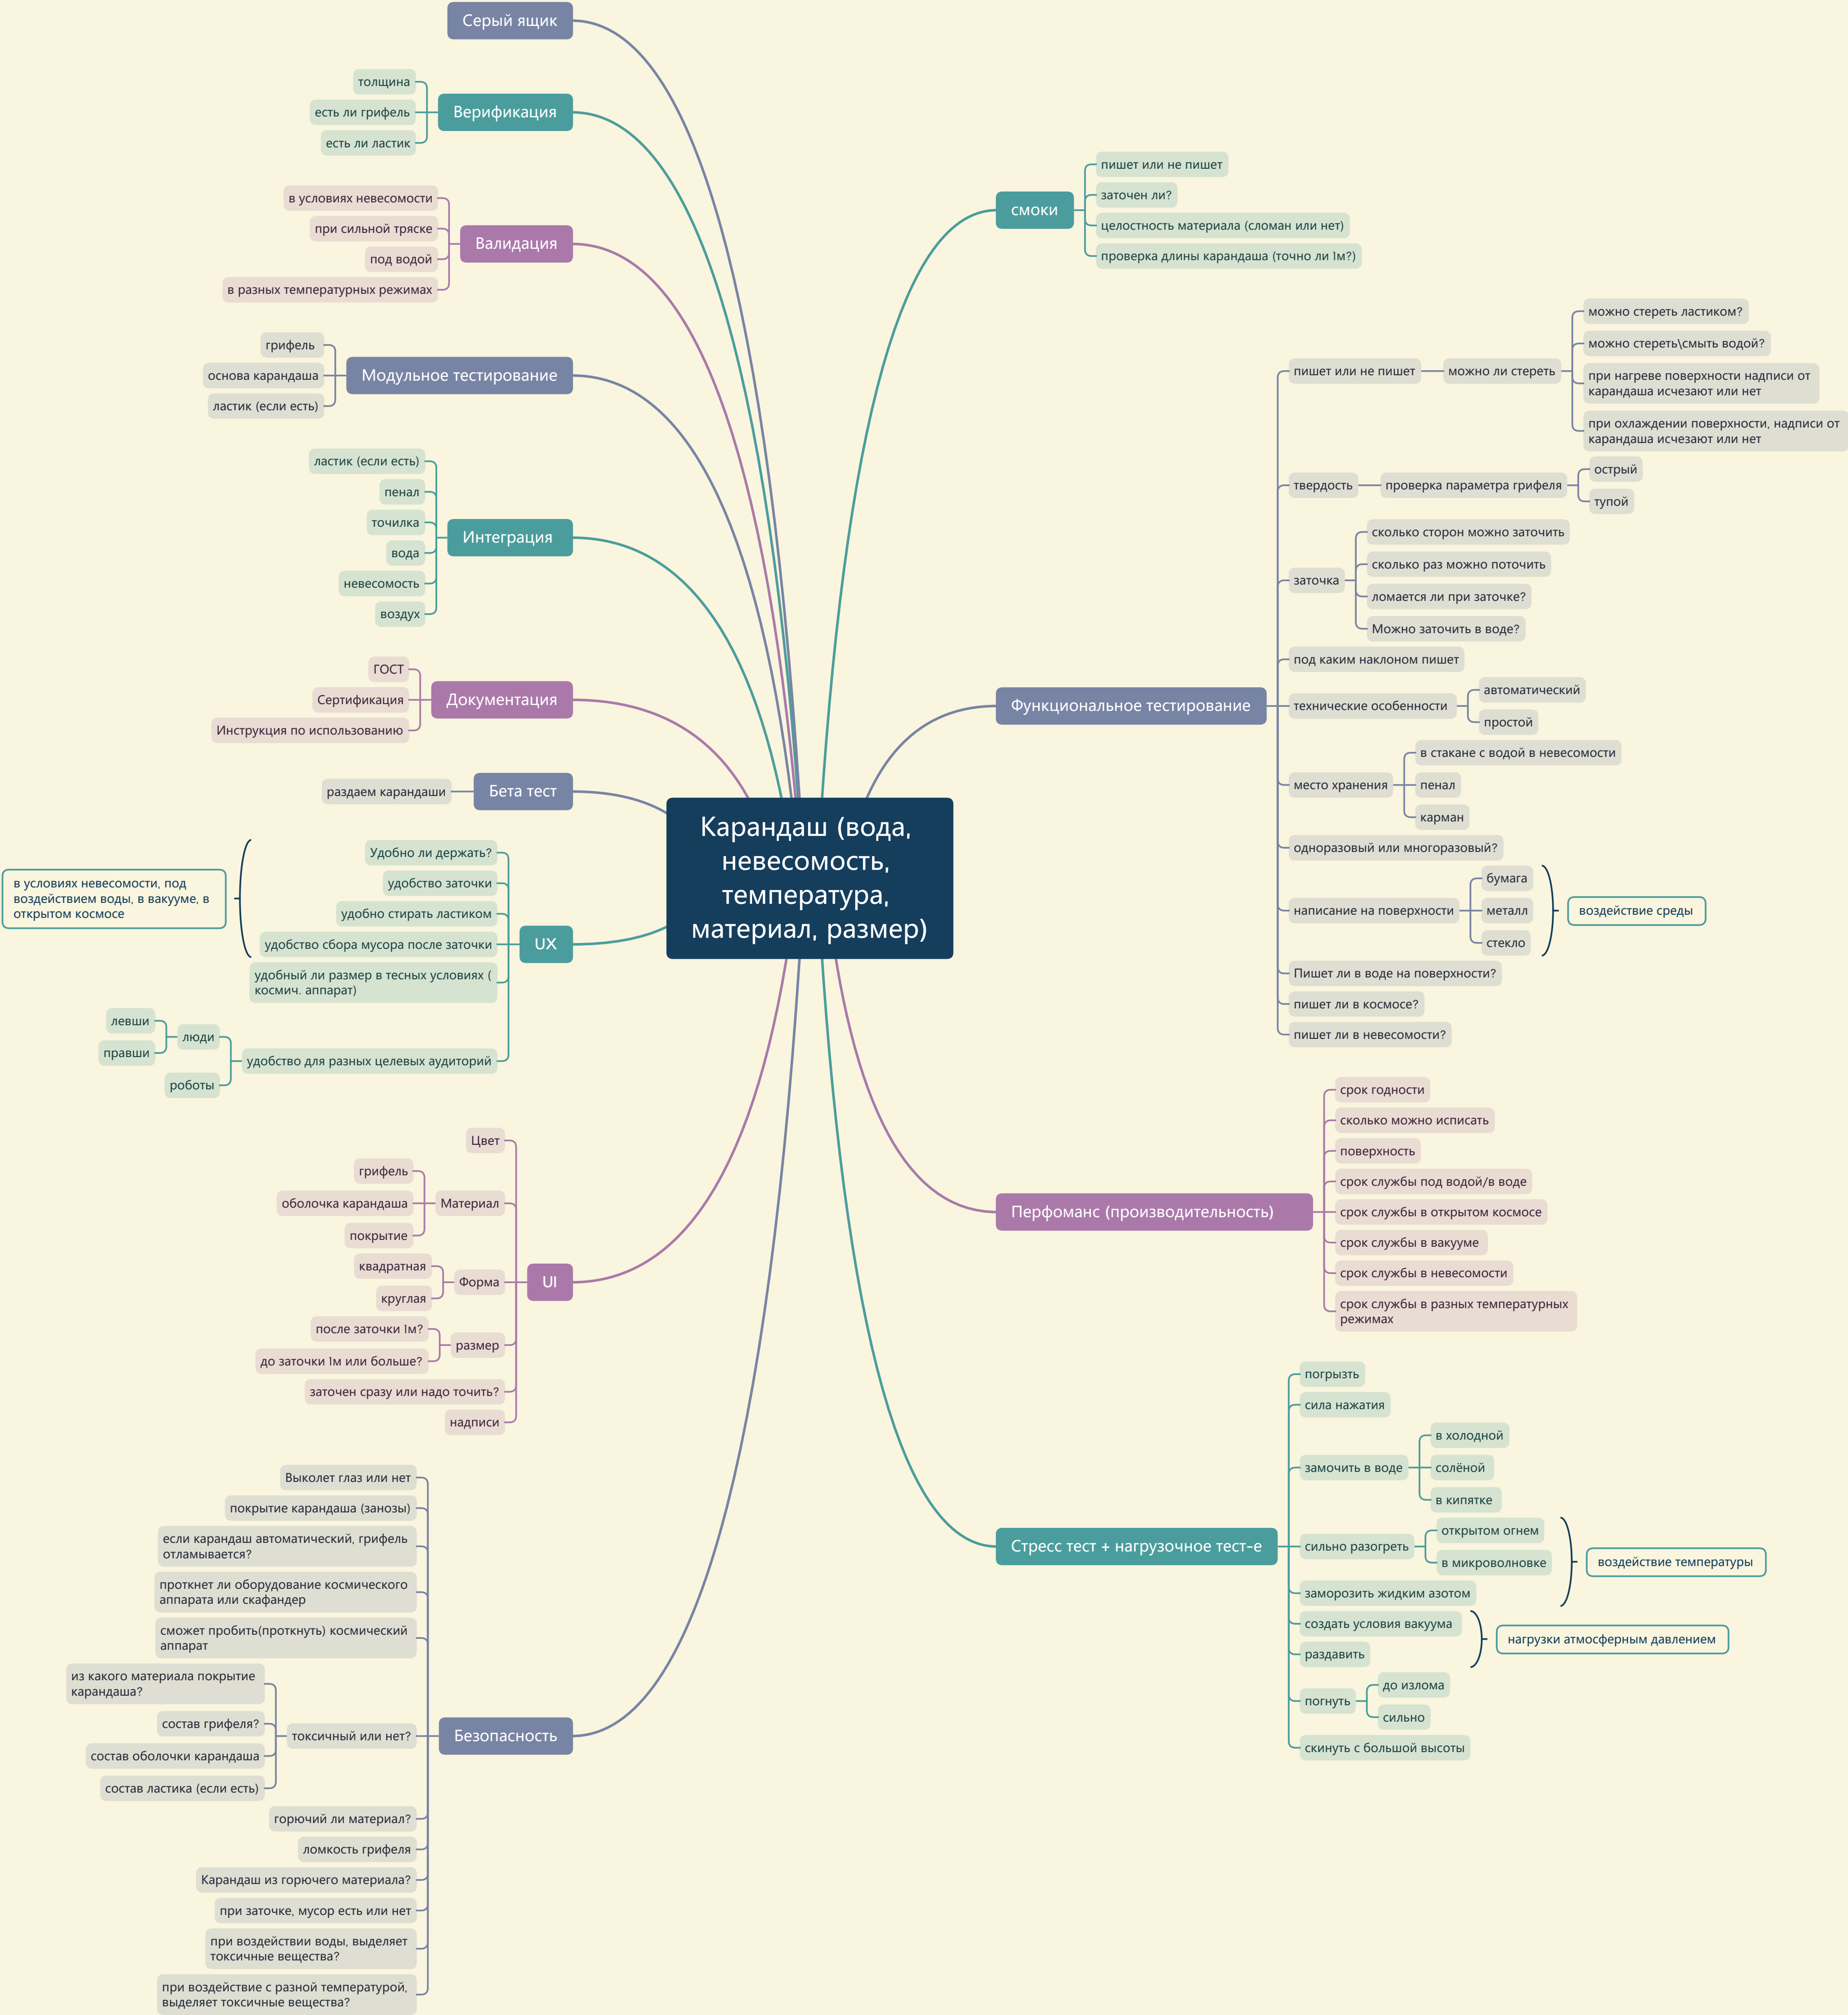 Серый ящик
Верификация
толщина
есть ли грифель
есть ли ластик
Валидация
в условиях невесомости
при сильной тряске
под водой
в разных температурных режимах
Модульное тестирование
грифель
основа карандаша
ластик (если есть)
Интеграция
ластик (если есть)
пенал
точилка
вода
невесомость
воздух
Документация
ГОСТ
Сертификация
Инструкция по использованию
Бета тест
раздаем карандаши
UX
Удобно ли держать?
удобство заточки
удобно стирать ластиком
удобство сбора мусора после заточки
в условиях невесомости, под
воздействием воды, в вакууме, в
открытом космосе
удобный ли размер в тесных условиях (
космич. аппарат)
удобство для разных целевых аудиторий
люди
левши
правши
роботы
UI
Цвет
Материал
грифель
оболочка карандаша
покрытие
Форма
квадратная
круглая
размер
после заточки 1м?
до заточки 1м или больше?
заточен сразу или надо точить?
надписи
Безопасность
Выколет глаз или нет
покрытие карандаша (занозы)
если карандаш автоматический, грифель
отламывается?
проткнет ли оборудование космического
аппарата или скафандер
сможет пробить(проткнуть) космический
аппарат
токсичный или нет?
из какого материала покрытие
карандаша?
состав грифеля?
состав оболочки карандаша
состав ластика (если есть)
горючий ли материал?
ломкость грифеля
Карандаш из горючего материала?
при заточке, мусор есть или нет
при воздействии воды, выделяет
токсичные вещества?
при воздействие с разной температурой,
выделяет токсичные вещества?
Карандаш (вода,
невесомость,
температура,
материал, размер)
смоки
пишет или не пишет
заточен ли?
целостность материала (сломан или нет)
проверка длины карандаша (точно ли 1м?)
Функциональное тестирование
пишет или не пишет
можно ли стереть
можно стереть ластиком?
можно стереть\смыть водой?
при нагреве поверхности надписи от
карандаша исчезают или нет
при охлаждении поверхности, надписи от
карандаша исчезают или нет
твердость
проверка параметра грифеля
острый
тупой
заточка
сколько сторон можно заточить
сколько раз можно поточить
ломается ли при заточке?
Можно заточить в воде?
под каким наклоном пишет
технические особенности
автоматический
простой
место хранения
в стакане с водой в невесомости
пенал
карман
одноразовый или многоразовый?
написание на поверхности
бумага
металл
стекло
воздействие среды
Пишет ли в воде на поверхности?
пишет ли в космосе?
пишет ли в невесомости?
Перфоманс (производительность)
срок годности
сколько можно исписать
поверхность
срок службы под водой/в воде
срок службы в открытом космосе
срок службы в вакууме
срок службы в невесомости
срок службы в разных температурных
режимах
Стресс тест + нагрузочное тест-е
погрызть
сила нажатия
замочить в воде
в холодной
солёной
в кипятке
сильно разогреть
открытом огнем
в микроволновке
заморозить жидким азотом
воздействие температуры
создать условия вакуума
раздавить
нагрузки атмосферным давлением
погнуть
до излома
сильно
скинуть с большой высоты